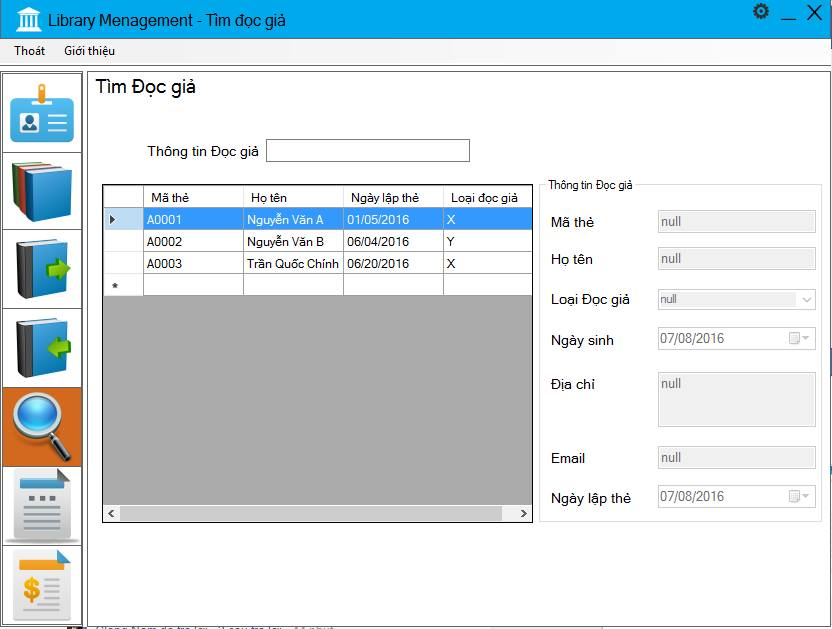 Library Menagement - Tìm đọc giả
Thoát Giới thiệu
Tìm Đọc giả
Thông tin Đọc giả
Mã thẻ Họ tên Ngày lập thẻ Loại đọc giả
A0001 Nguyễn Văn A 01/05/2016 X
A0002 Nguyễn Văn B 06/04/2016 Y
A0003 Trần Quốc Chính 06/20/2016 X
*
Thông tin Đọc giả
Mã thẻ null
Họ tên null
Loại Đọc giả null
Ngày sinh 07/08/2016
Địa chỉ null
Email null
Ngày lập thẻ 07/08/2016
$